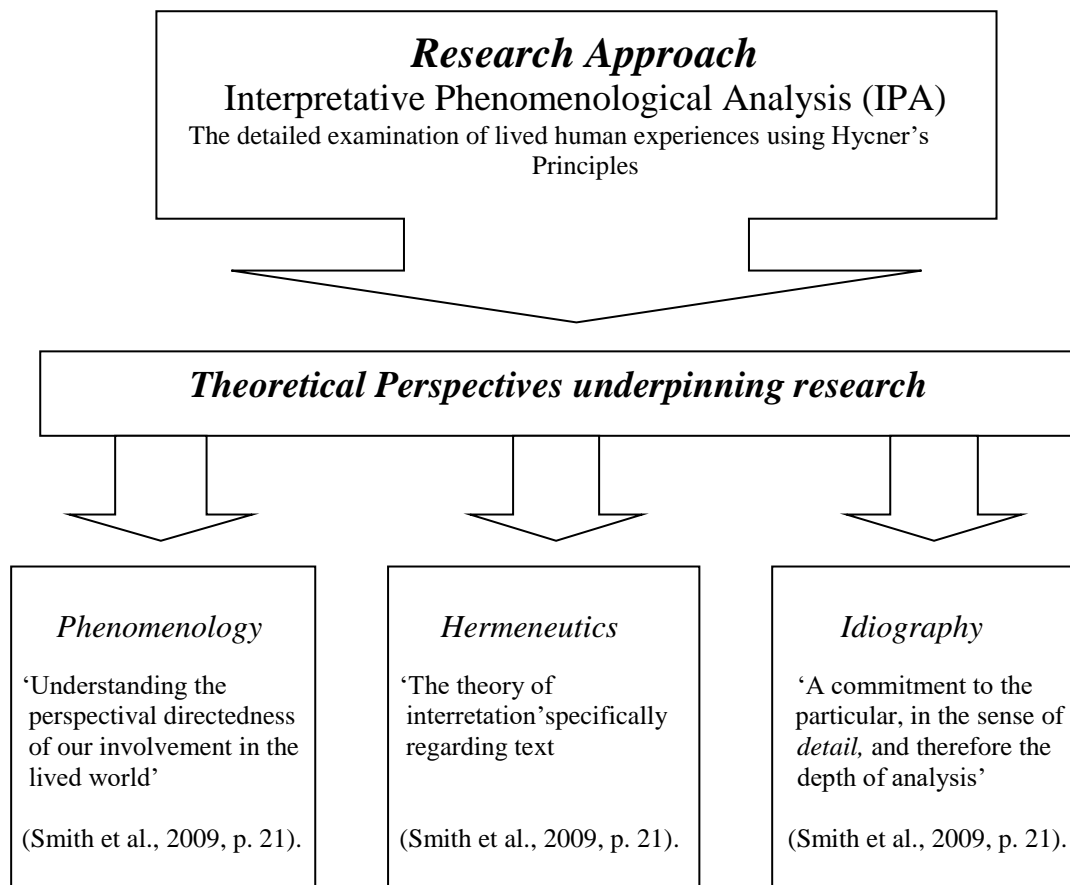 Research Approach
Interpretative Phenomenological Analysis (IPA)
The detailed examination of lived human experiences using Hycner’s
Principles
Theoretical Perspectives underpinning research
Phenomenology
‘Understanding the
perspectival directedness
of our involvement in the
lived world’
(Smith et al., 2009, p. 21).
Hermeneutics
‘The theory of
interretation’specifically
regarding text
(Smith et al., 2009, p. 21).
Idiography
‘A commitment to the
particular, in the sense of
detail, and therefore the
depth of analysis’
(Smith et al., 2009, p. 21).